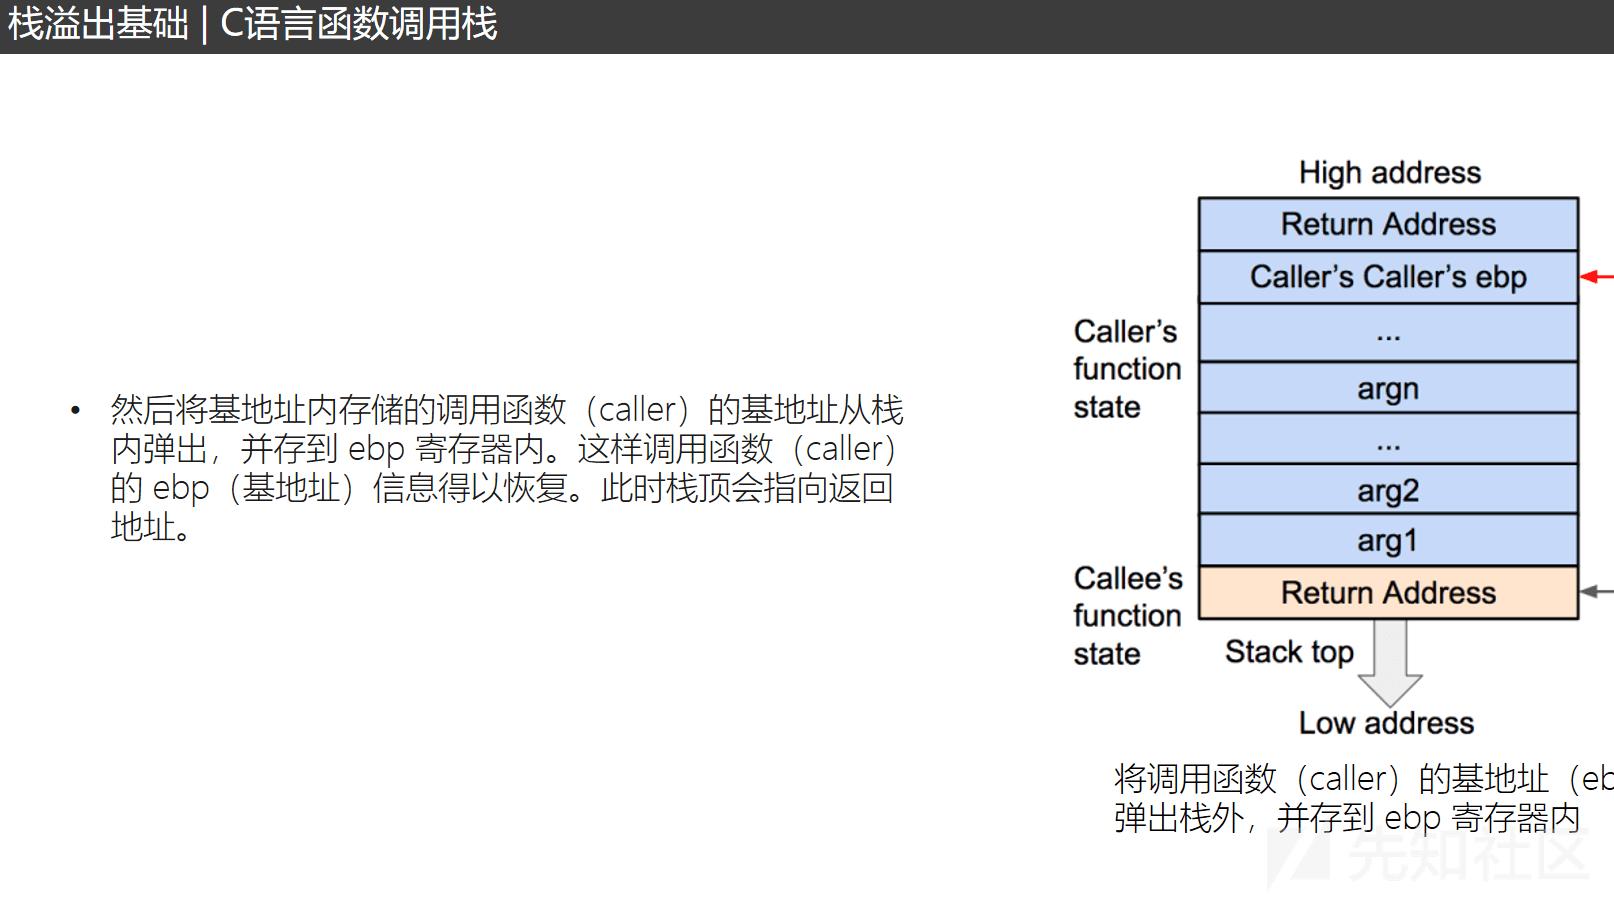 栈溢出基础 | C语言函数调用栈
• 然后将基地址内存储的调用函数（caller）的基地址从栈
内弹出，并存到 ebp 寄存器内。这样调用函数（caller）
的 ebp（基地址）信息得以恢复。此时栈顶会指向返回
地址。
High address
Return Address
Caller’s Caller’s ebp
...
argn
...
arg2
arg1
Return Address
Caller’s
function
state
Callee’s
function
state
Stack top
Low address
将调用函数（caller）的基地址（eb
弹出栈外，并存到 ebp 寄存器内
先知社区